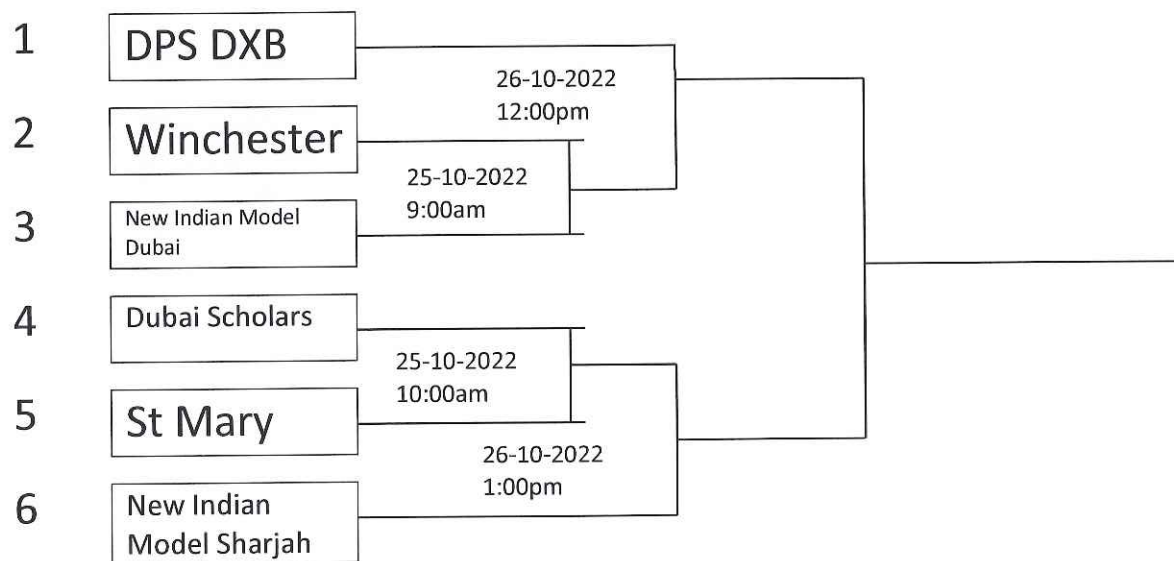 1
DPS DXB
26-10-2022
12:00pm
2
Winchester
25-10-2022
9:00am
3
New Indian Model
Dubai
4
Dubai Scholars
25-10-2022
10:00am
5
St Mary
26-10-2022
1:00pm
6
New Indian
Model Sharjah